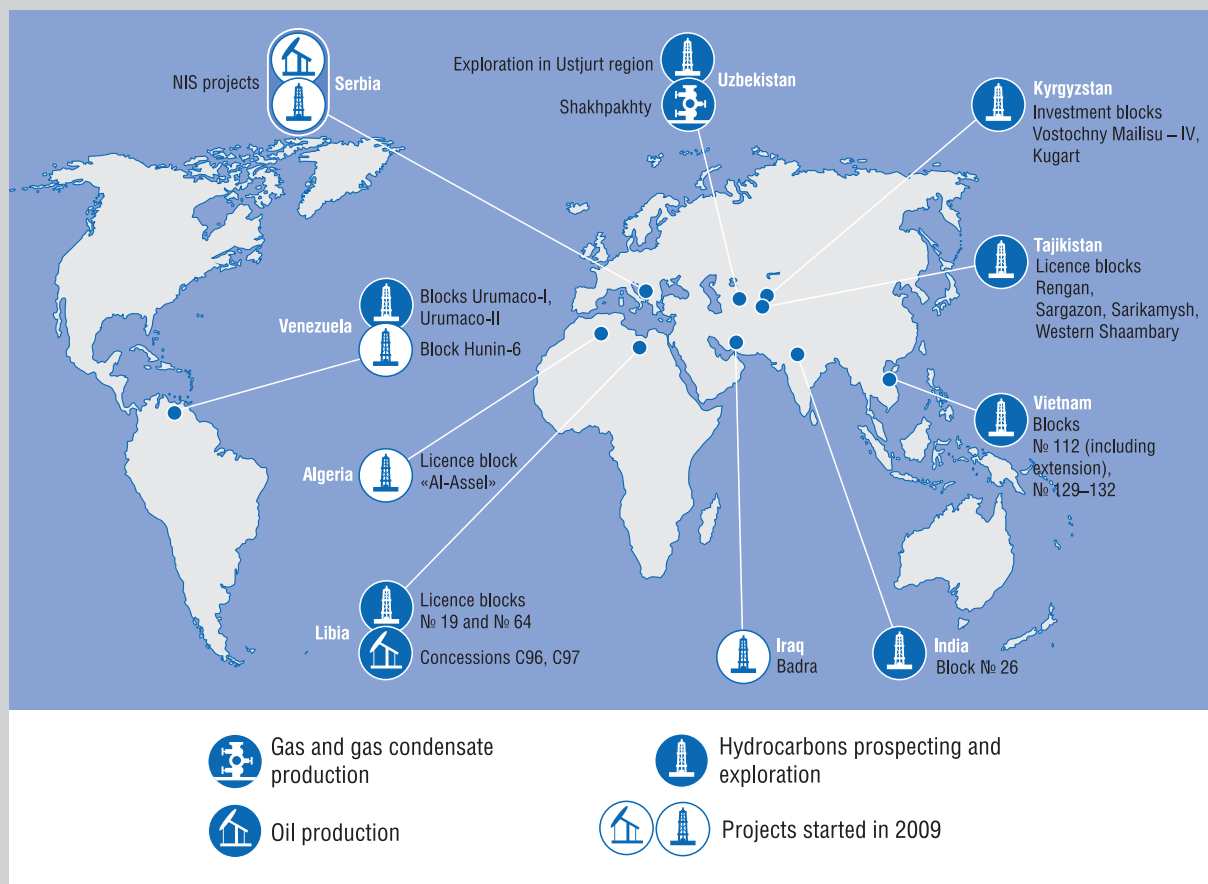 NIS projects
Serbia
Exploration in Ustjurt region
Uzbekistan
Shakhpakhty
Kyrgyzstan
Investment blocks
Vostochny Mailisu – IV,
Kugart
Tajikistan
Licence blocks
Rengan,
Sargazon, Sarikamysh,
Western Shaambary
Venezuela
Blocks Urumaco-I,
Urumaco-II
Block Hunin-6
Vietnam
Blocks
№ 112 (including
extension),
№ 129–132
Algeria
Licence block
«Al-Assel»
Libia
Licence blocks
№ 19 and № 64
Concessions C96, C97
Iraq
Badra
India
Block № 26
Gas and gas condensate
production
Hydrocarbons prospecting and
exploration
Oil production
Projects started in 2009